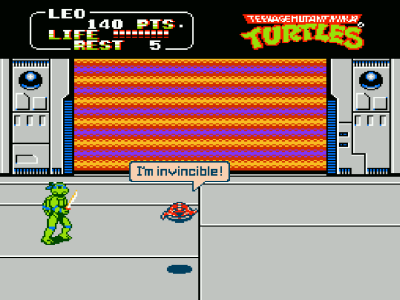 LEO
140 PTS.
LIFE
REST 5
TEENAGE MUTANT NINJA
TURTLES
I'm invincible!